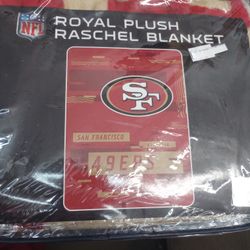 NFL
ROYAL PLUSH
RASCHEL BLANKET
SF
SAN FRANCISCO
49ERS